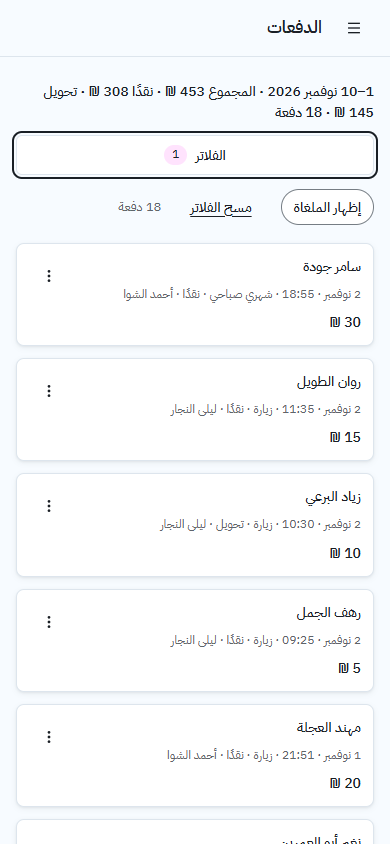 الدفعات
1–10 نوفمبر 2026 · المجموع 453 ₪ · نقدًا 308 ₪ · تحويل
145 ₪ · 18 دفعة
الفلاتر 1
إظهار الملغاة مسح الفلاتر 18 دفعة
سامر جودة
2 نوفمبر · 18:55 · شهري صباحي · نقدًا · أحمد الشوا
30 ₪
روان الطويل
2 نوفمبر · 11:35 · زيارة · نقدًا · ليلى النجار
15 ₪
زياد البرعي
2 نوفمبر · 10:30 · زيارة · تحويل · ليلى النجار
10 ₪
رهف الجمل
2 نوفمبر · 09:25 · زيارة · نقدًا · ليلى النجار
5 ₪
مهند العجلة
1 نوفمبر · 21:51 · زيارة · نقدًا · أحمد الشوا
20 ₪